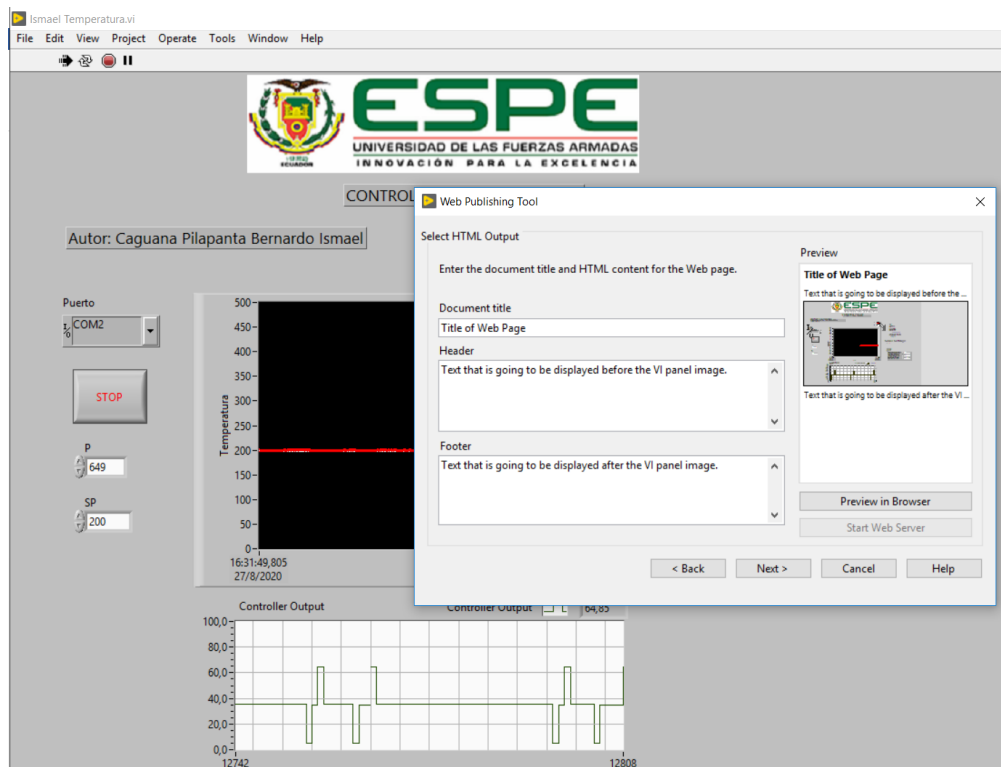 Ismael Temperatura.vi
File Edit View Project Operate Tools Window Help
ESPE
UNIVERSIDAD DE LAS FUERZAS ARMADAS
INNOVACIÓN PARA LA EXCELENCIA
ECUADOR
CONTROL
Autor: Caguana Pilapanta Bernardo Ismael
Puerto
I/O COM2
STOP
P
649
SP
200
Temperatura
500
450
400
350
300
250
200
150
100
50
0
16:31:49,805
27/8/2020
Web Publishing Tool
Select HTML Output
Enter the document title and HTML content for the Web page.
Document title
Title of Web Page
Header
Text that is going to be displayed before the VI panel image.
Footer
Text that is going to be displayed after the VI panel image.
Preview
Title of Web Page
Text that is going to be displayed before the ...
ESPE
Text that is going to be displayed after the VI ...
Preview in Browser
Start Web Server
< Back Next > Cancel Help
Controller Output Controller Output 64,85
100,0
80,0
60,0
40,0
20,0
0,0
12742 12808